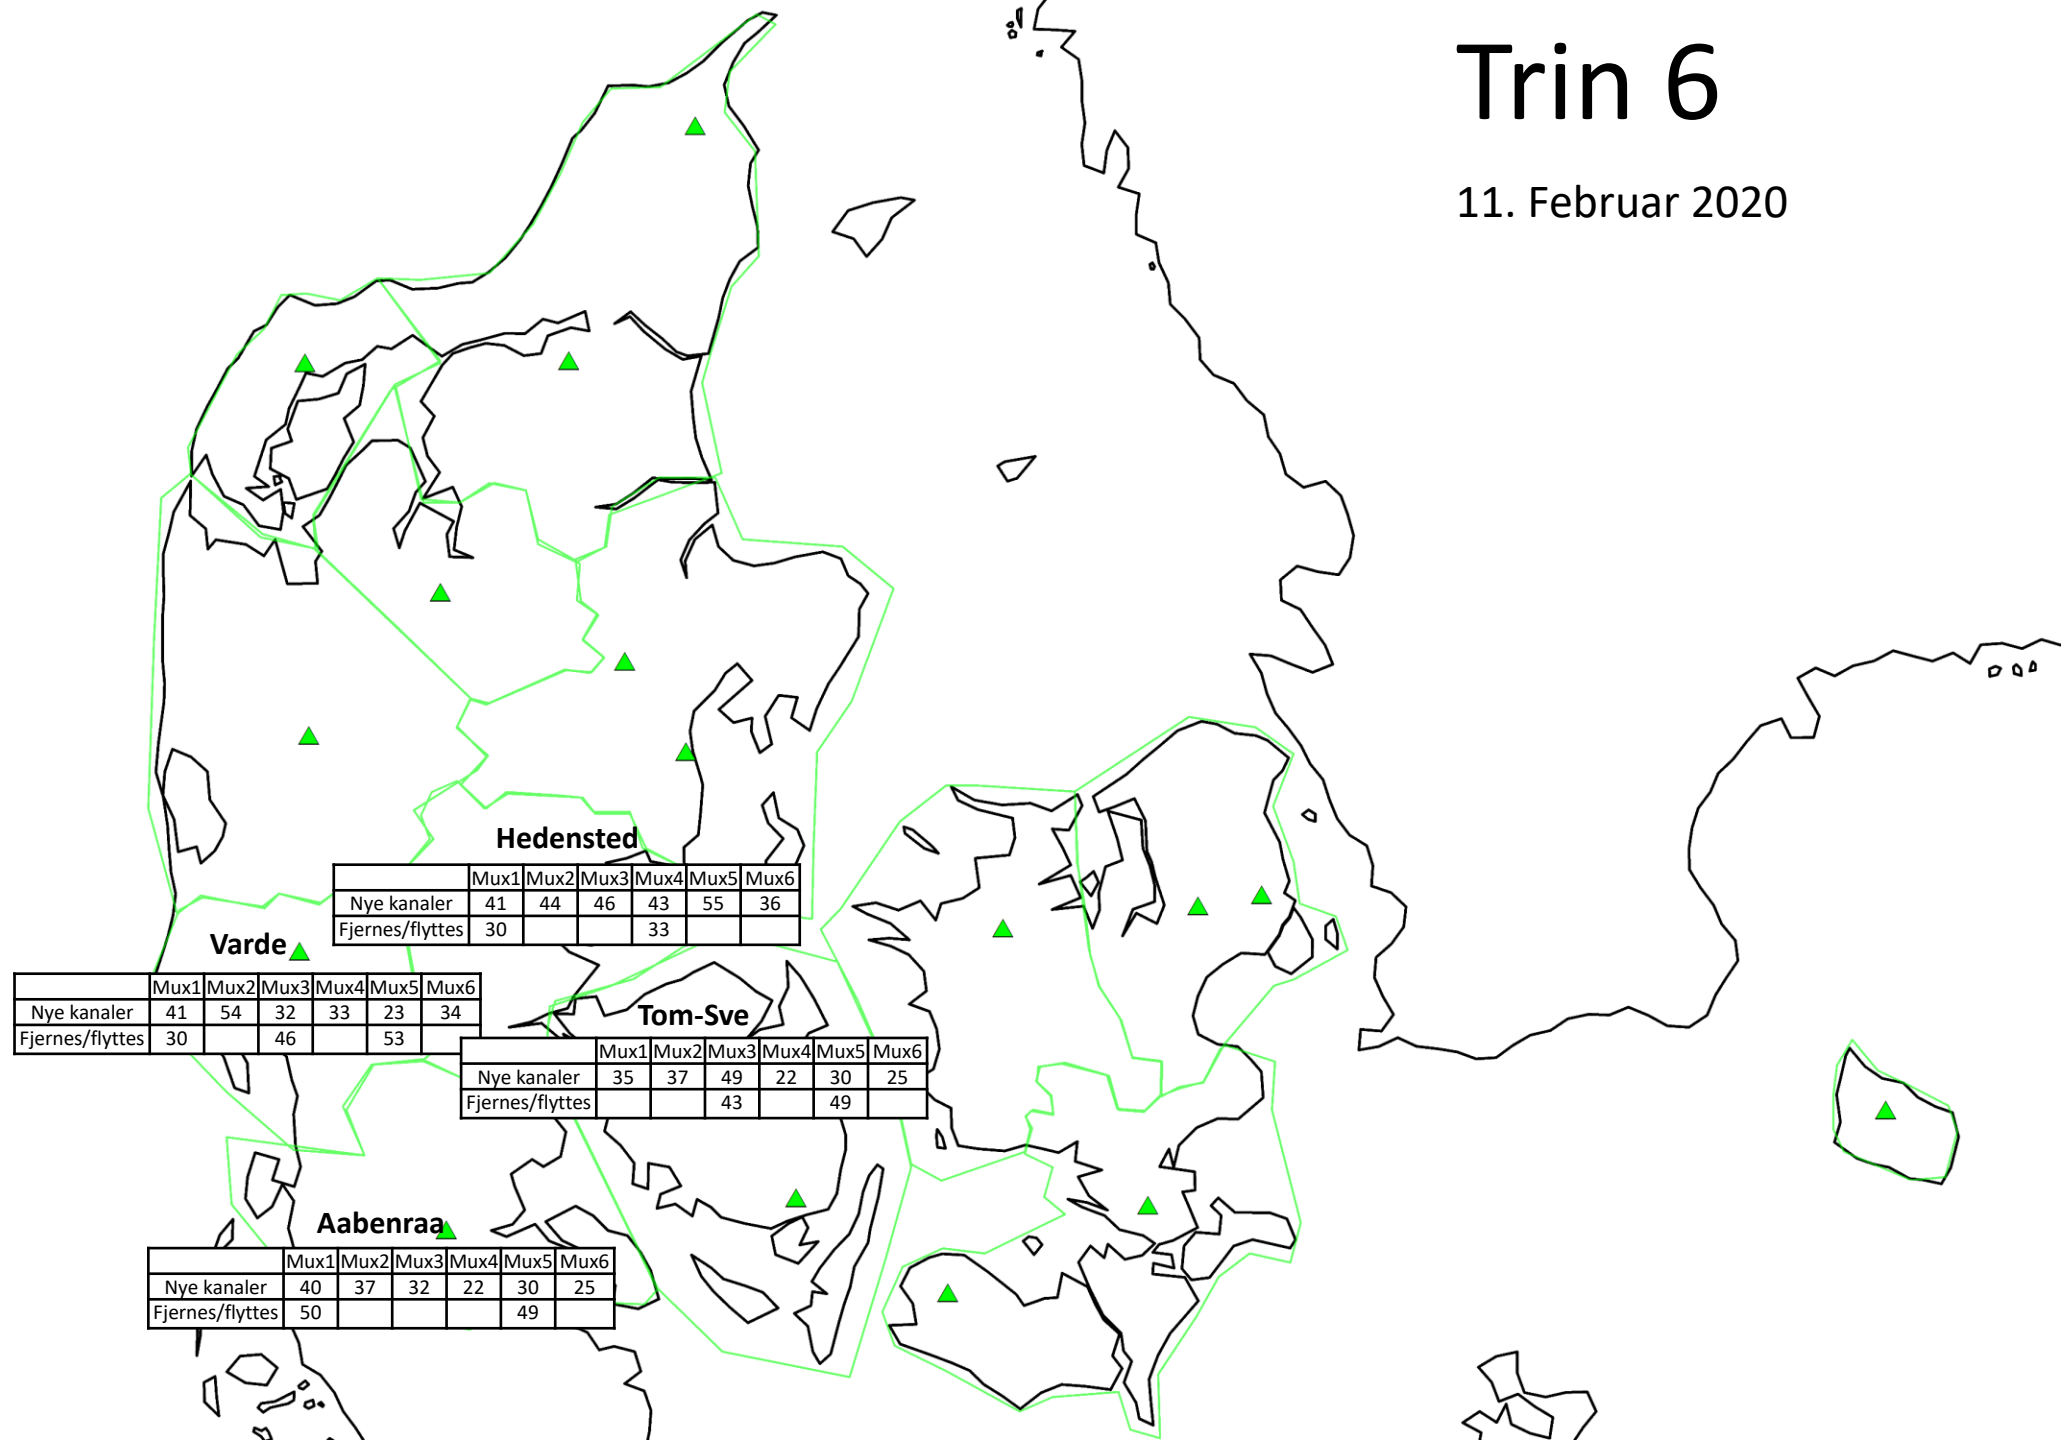 Trin 6
11. Februar 2020
Hedensted
Mux1 Mux2 Mux3 Mux4 Mux5 Mux6
Nye kanaler 41 44 46 43 55 36
Fjernes/flyttes 30 33
Varde
Mux1 Mux2 Mux3 Mux4 Mux5 Mux6
Nye kanaler 41 54 32 33 23 34
Fjernes/flyttes 30 46 53
Tom-Sve
Mux1 Mux2 Mux3 Mux4 Mux5 Mux6
Nye kanaler 35 37 49 22 30 25
Fjernes/flyttes 43 49
Aabenraa
Mux1 Mux2 Mux3 Mux4 Mux5 Mux6
Nye kanaler 40 37 32 22 30 25
Fjernes/flyttes 50 49